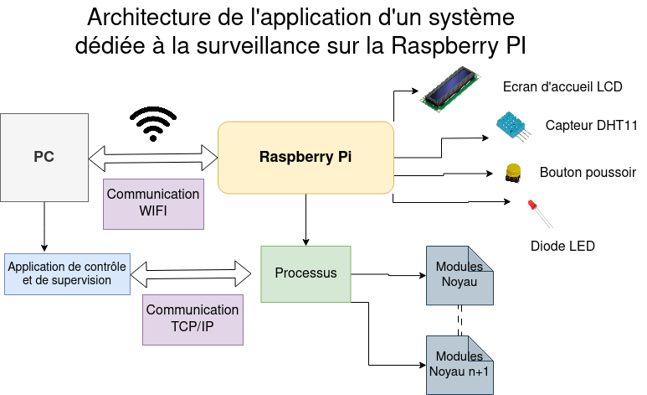 Architecture de l'application d'un système
dédiée à la surveillance sur la Raspberry PI
Ecran d'accueil LCD
Capteur DHT11
PC
Raspberry Pi
Bouton poussoir
Communication
WIFI
Diode LED
Application de contrôle
et de supervision
Processus
Modules
Noyau
Communication
TCP/IP
Modules
Noyau n+1